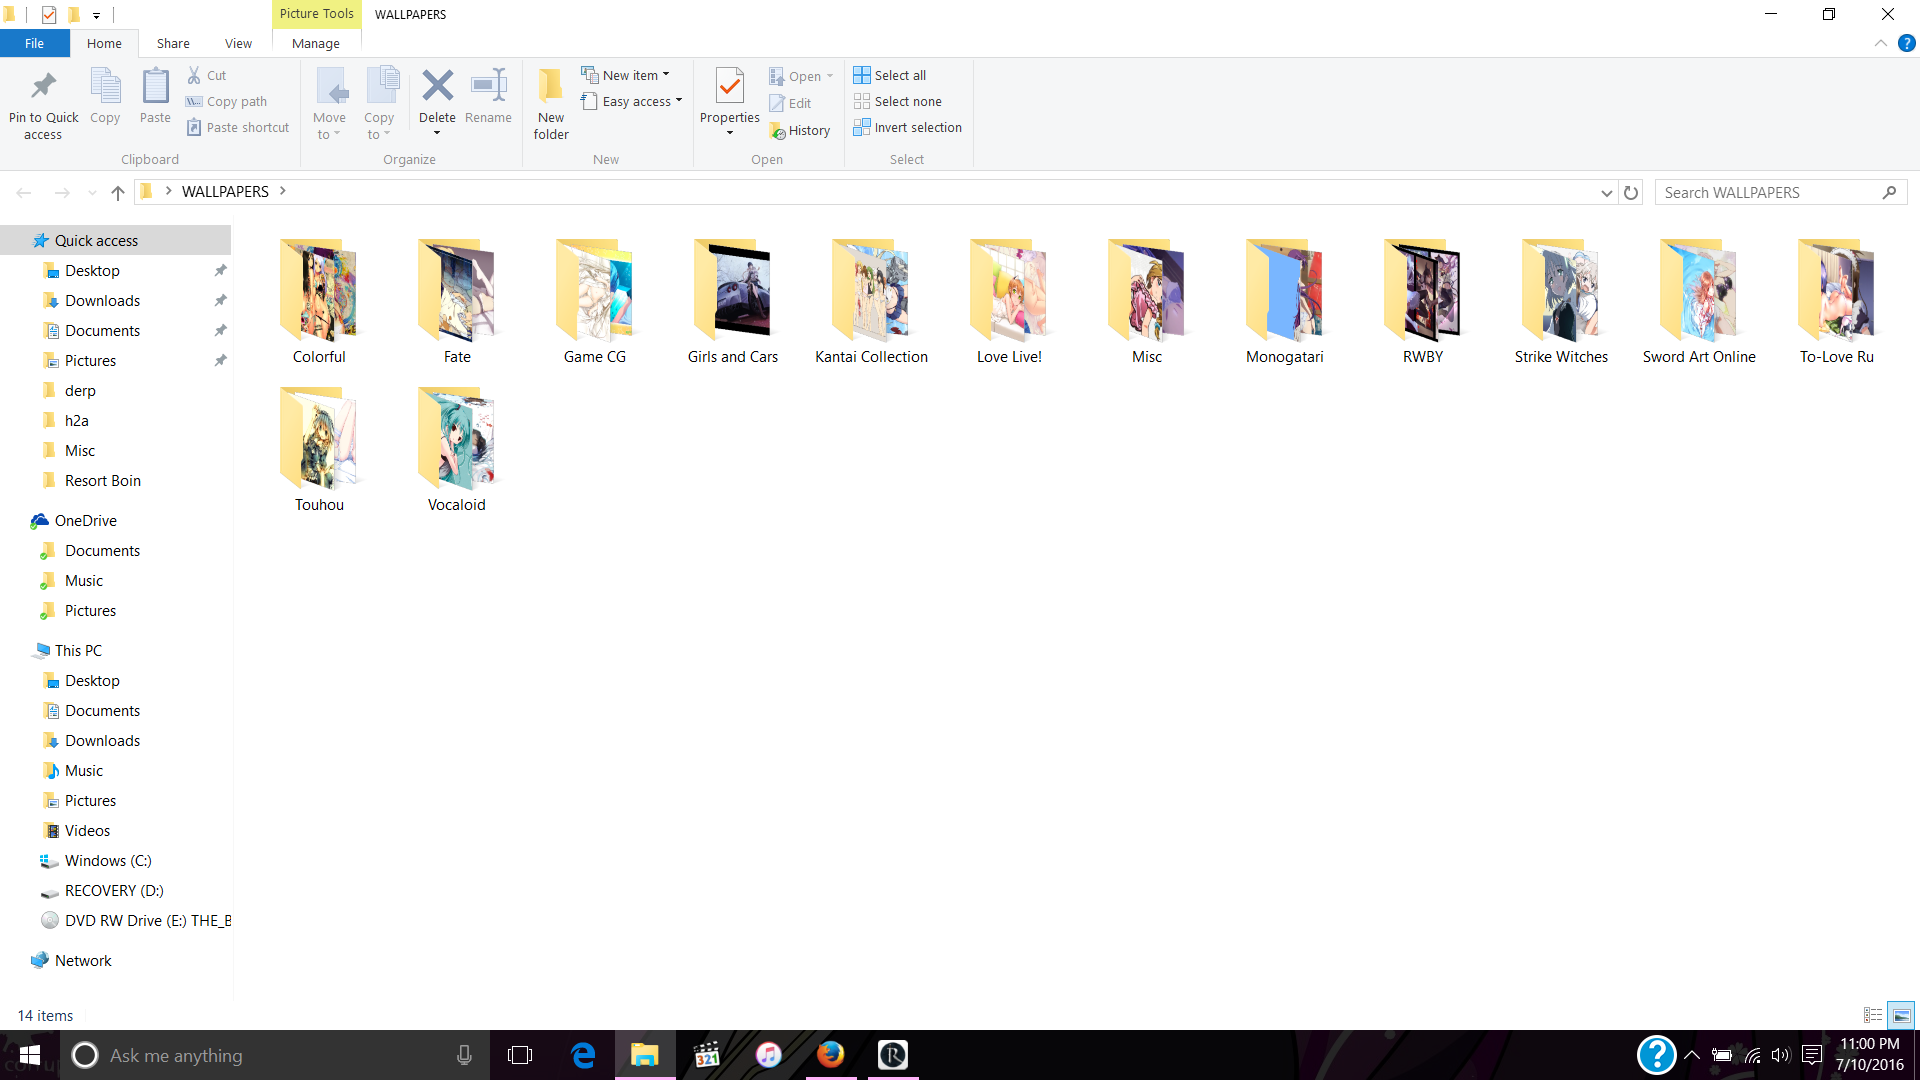 Picture Tools WALLPAPERS
File Home Share View Manage
Pin to Quick access
Copy
Paste
Cut
Copy path
Paste shortcut
Clipboard
Move to
Copy to
Delete
Rename
Organize
New folder
New item
Easy access
New
Properties
Open
Edit
History
Open
Select all
Select none
Invert selection
Select
WALLPAPERS
Search WALLPAPERS
Quick access
Desktop
Downloads
Documents
Pictures
derp
h2a
Misc
Resort Boin
OneDrive
Documents
Music
Pictures
This PC
Desktop
Documents
Downloads
Music
Pictures
Videos
Windows (C:)
RECOVERY (D:)
DVD RW Drive (E:) THE_B
Network
Colorful Fate Game CG Girls and Cars Kantai Collection Love Live! Misc Monogatari RWBY Strike Witches Sword Art Online To-Love Ru
Touhou Vocaloid
14 items
Ask me anything
321
R
11:00 PM
7/10/2016